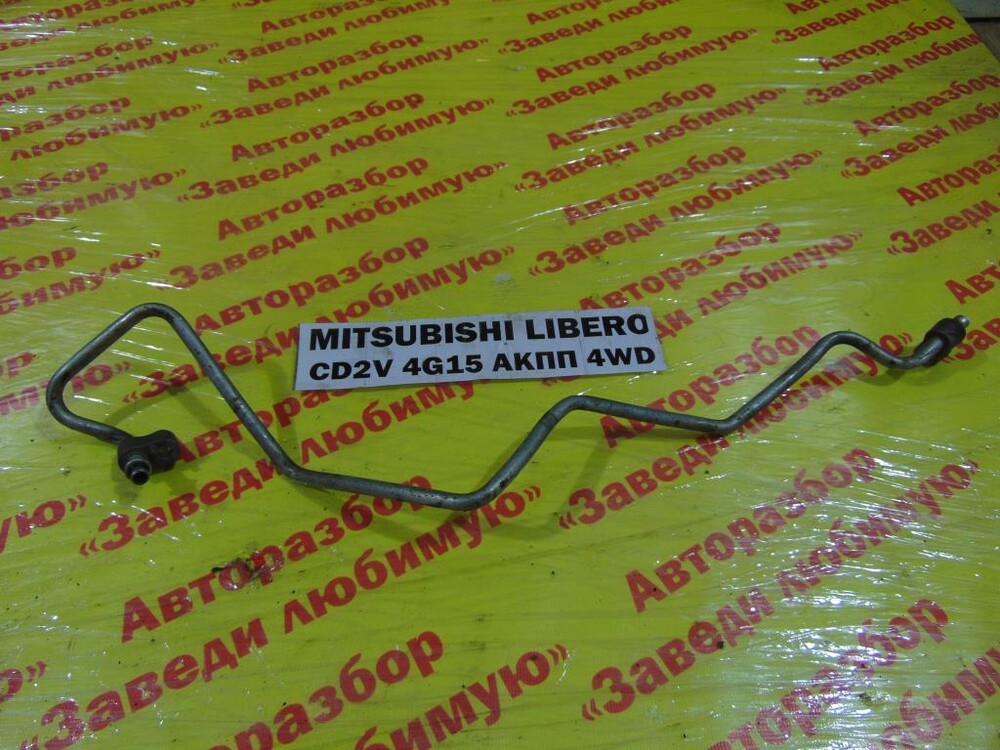 Авторазбор
«Заведи любимую»
MITSUBISHI LIBERO
CD2V 4G15 АКПП 4WD